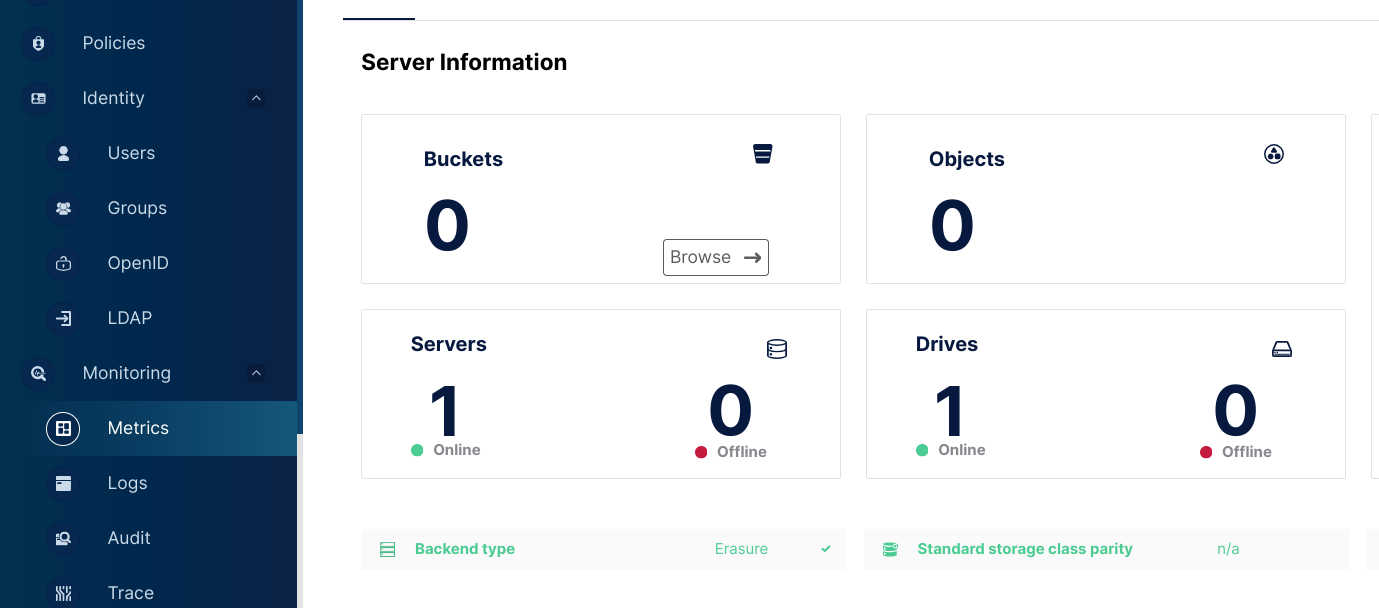 Policies
Identity
Users
Groups
OpenID
LDAP
Monitoring
Metrics
Logs
Audit
Trace
Server Information
Buckets
0
Browse
Objects
0
Servers
1
Online
0
Offline
Drives
1
Online
0
Offline
Backend type Erasure
Standard storage class parity n/a